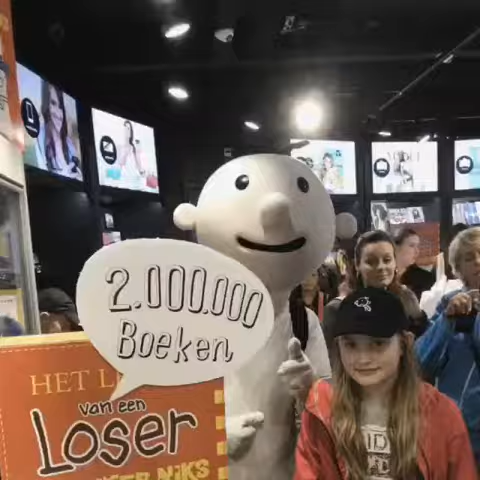 2.000.000
Boeken
HET L
van een
Loser
NIKS